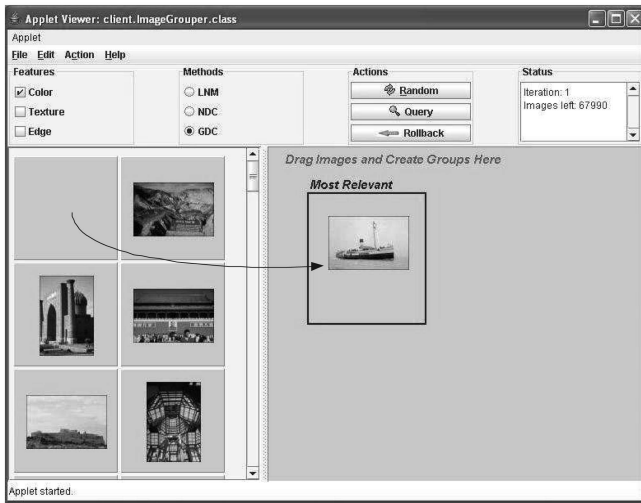 Applet Viewer: client.ImageGrouper.class
Applet
File Edit Action Help
Features
Color
Texture
Edge
Methods
LNM
NDC
GDC
Actions
Random
Query
Rollback
Status
Iteration: 1
Images left: 67990
Drag Images and Create Groups Here
Most Relevant
Applet started.